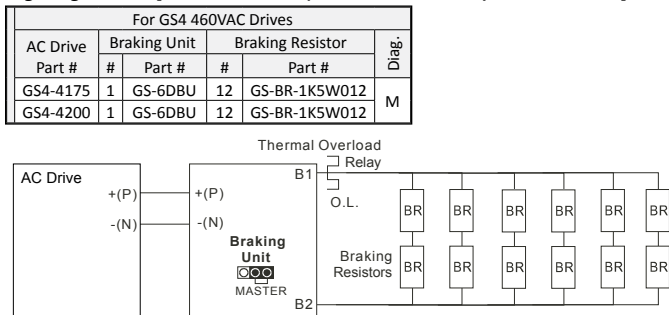 For GS4 460VAC Drives
AC Drive Braking Unit Braking Resistor Diag.
Part # # Part # # Part #
GS4-4175 1 GS-6DBU 12 GS-BR-1K5W012 M
GS4-4200 1 GS-6DBU 12 GS-BR-1K5W012
Thermal Overload
Relay
AC Drive B1
+(P) +(P) O.L.
BR BR BR BR BR BR
-(N) -(N)
Braking
Unit
Braking
Resistors
BR BR BR BR BR BR
MASTER
B2